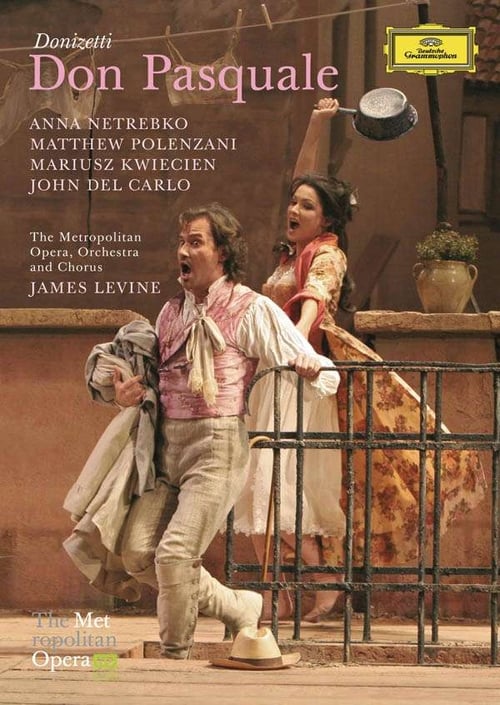 Donizetti
Don Pasquale
Deutsche
Grammophon
ANNA NETREBKO
MATTHEW POLENZANI
MARIUSZ KWIECIEN
JOHN DEL CARLO
The Metropolitan
Opera, Orchestra
and Chorus
JAMES LEVINE
The Met
ropolitan
Opera